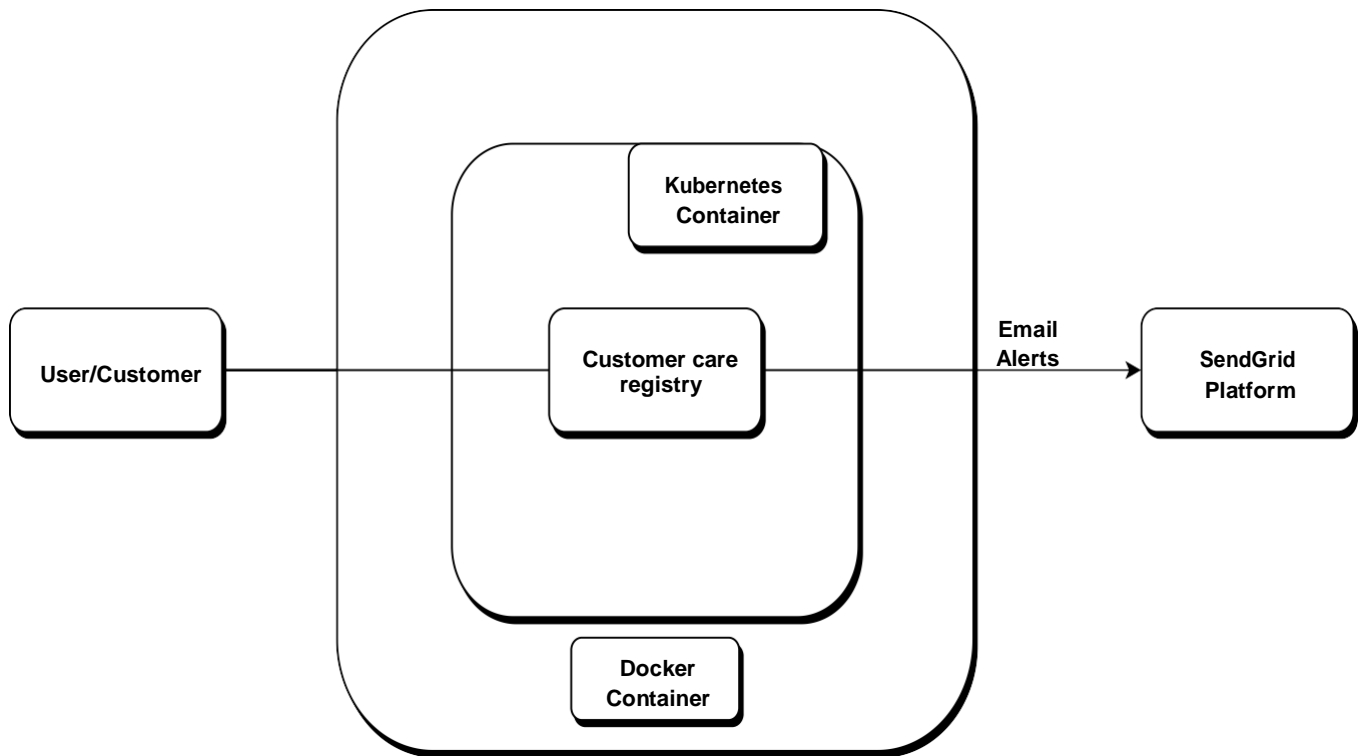 Kubernetes
Container
User/Customer
Customer care
registry
Email
Alerts
SendGrid
Platform
Docker
Container